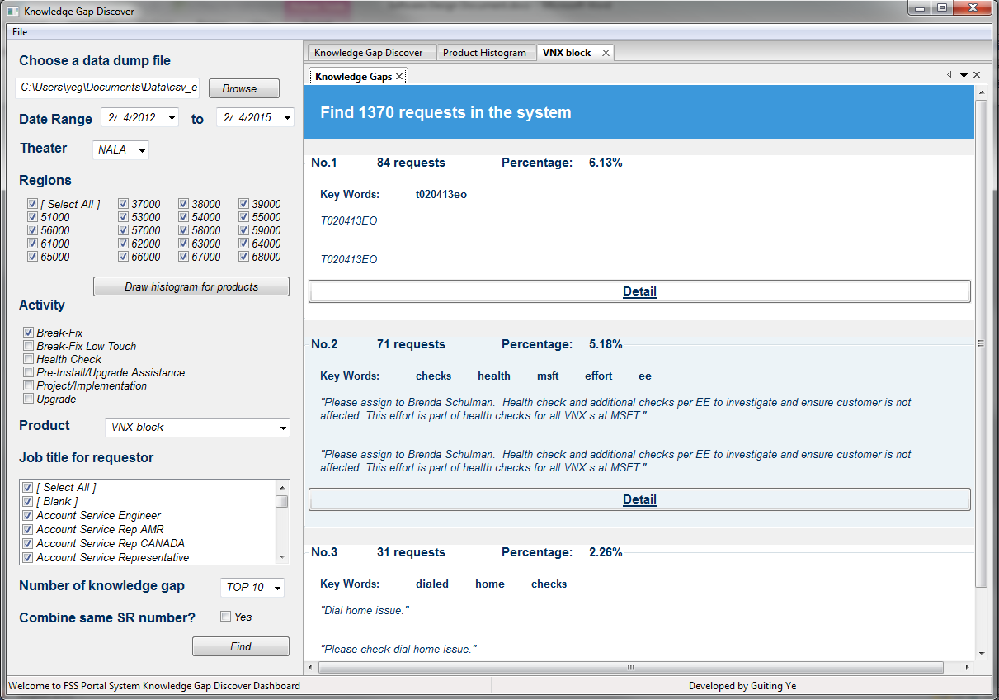 Knowledge Gap Discover
File
Choose a data dump file
C:\Users\yeg\Documents\Data\csv_e
Browse...
Date Range
2/ 4/2012
to
2/ 4/2015
Theater
NALA
Regions
[ Select All ] 37000 38000 39000
51000 53000 54000 55000
56000 57000 58000 59000
61000 62000 63000 64000
65000 66000 67000 68000
Draw histogram for products
Activity
Break-Fix
Break-Fix Low Touch
Health Check
Pre-Install/Upgrade Assistance
Project/Implementation
Upgrade
Product
VNX block
Job title for requestor
[ Select All ]
[ Blank ]
Account Service Engineer
Account Service Rep AMR
Account Service Rep CANADA
Account Service Representative
Number of knowledge gap
TOP 10
Combine same SR number?
Yes
Find
Knowledge Gap Discover
Product Histogram
VNX block
Knowledge Gaps
Find 1370 requests in the system
No.1 84 requests Percentage: 6.13%
Key Words: t020413eo
T020413EO
T020413EO
Detail
No.2 71 requests Percentage: 5.18%
Key Words: checks health msft effort ee
"Please assign to Brenda Schulman.  Health check and additional checks per EE to investigate and ensure customer is not
affected. This effort is part of health checks for all VNX s at MSFT."
"Please assign to Brenda Schulman.  Health check and additional checks per EE to investigate and ensure customer is not
affected. This effort is part of health checks for all VNX s at MSFT."
Detail
No.3 31 requests Percentage: 2.26%
Key Words: dialed home checks
"Dial home issue."
"Please check dial home issue."
Welcome to FSS Portal System Knowledge Gap Discover Dashboard
Developed by Guiting Ye